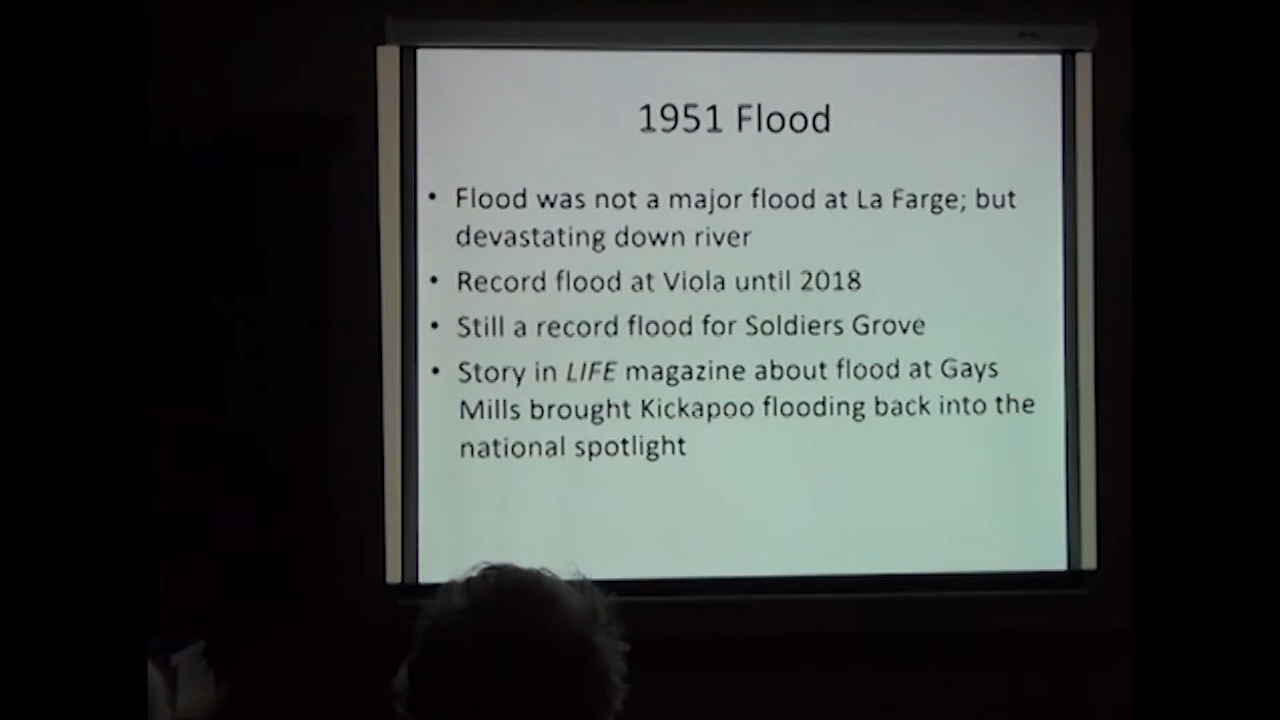 1951 Flood
• Flood was not a major flood at La Farge; but
devastating down river
• Record flood at Viola until 2018
• Still a record flood for Soldiers Grove
• Story in LIFE magazine about flood at Gays
Mills brought Kickapoo flooding back into the
national spotlight